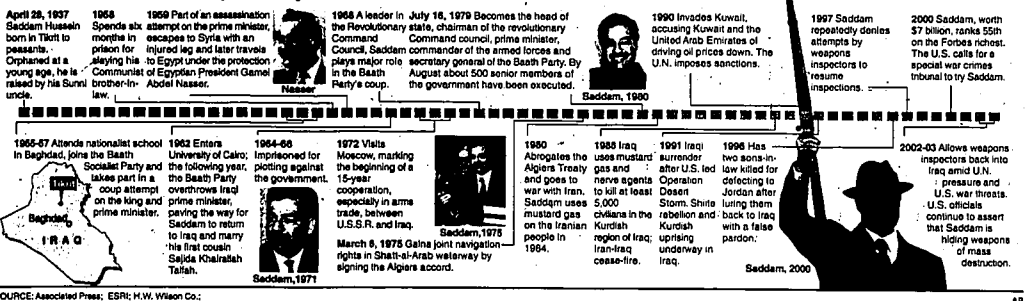 April 28, 1937
Saddam Hussein
born in Tikrit to
peasants.
Orphaned at a
young age, he is
raised by his Sunni
uncle.
1958
Spends six
months in
prison for
slaying his
Communist
brother-in-
law.
1959 Part of an assassination
attempt on the prime minister,
escapes to Syria with an
injured leg and later travels
to Egypt under the protection
of Egyptian President Gamel
Abdel Nasser.
Nasser
1968 A leader in
the Revolutionary
Command
Council, Saddam
plays major role
in the Baath
Party's coup.
July 16, 1979 Becomes the head of
state, chairman of the revolutionary
Command council, prime minister,
commander of the armed forces and
secretary general of the Baath Party. By
August about 500 senior members of
the government have been executed.
Saddam, 1980
1990 Invades Kuwait,
accusing Kuwait and the
United Arab Emirates of
driving oil prices down. The
U.N. imposes sanctions.
1997 Saddam
repeatedly denies
attempts by
weapons
inspectors to
resume
inspections.
2000 Saddam, worth
$7 billion, ranks 55th
on the Forbes richest.
The U.S. calls for a
special war crimes
tribunal to try Saddam.
1955-57 Attends nationalist school
in Baghdad, joins the Baath
Socialist Party and
takes part in a
coup attempt
on the king and
prime minister.
Tikrit
Baghdad
IRAQ
1962 Enters
University of Cairo;
the following year,
the Baath Party
overthrows Iraqi
prime minister,
paving the way for
Saddam to return
to Iraq and marry
his first cousin
Sajida Khairallah
Talfah.
1964-66
Imprisoned for
plotting against
the government.
Saddam, 1971
1972 Visits
Moscow, marking
the beginning of a
15-year
cooperation,
especially in arms
trade, between
U.S.S.R. and Iraq.
Saddam, 1975
March 6, 1975 Gains joint navigation
rights in Shatt-al-Arab waterway by
signing the Algiers accord.
1980
Abrogates the
Algiers Treaty
and goes to
war with Iran.
Saddam uses
mustard gas
on the Iranian
people in
1984.
1988 Iraq
uses mustard
gas and
nerve agents
to kill at least
5,000
civilians in the
Kurdish
region of Iraq;
Iran-Iraq
cease-fire.
1991 Iraqi
surrender
after U.S. led
Operation
Desert
Storm. Shiite
rebellion and
Kurdish
uprising
underway in
Iraq.
1996 Has
two sons-in-
law killed for
defecting to
Jordan after
luring them
back to Iraq
with a false
pardon.
Saddam, 2000
2002-03 Allows weapons
inspectors back into
Iraq amid U.N.
pressure and
U.S. war threats.
U.S. officials
continue to assert
that Saddam is
hiding weapons
of mass
destruction.
OURCE: Associated Press; ESRI; H.W. Wilson Co.;
AP